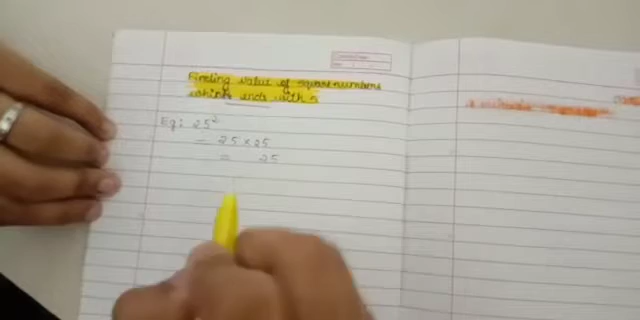 Finding value of square numbers
which ends with 5
Eg: 25²
= 25 × 25
= 25